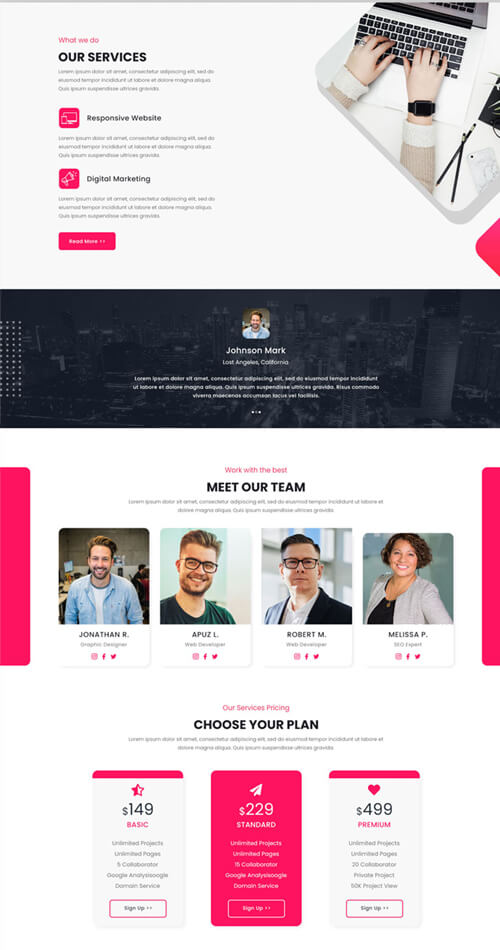 What we do
OUR SERVICES
Lorem ipsum dolor sit amet, consectetur adipiscing, sed do
eiusmod tempor incididunt ut labore et dolore magna aliqua.
Quis ipsum suspendisse ultrices gravida.
Responsive Website
Lorem ipsum dolor sit amet, consectetur adipiscing, sed do
eiusmod tempor incididunt ut labore et dolore magna aliqua.
Quis ipsum suspendisse ultrices gravida.
Digital Marketing
Lorem ipsum dolor sit amet, consectetur adipiscing, sed do
eiusmod tempor incididunt ut labore et dolore magna aliqua.
Quis ipsum suspendisse ultrices gravida.
Read More >>
Johnson Mark
Lost Angeles, California
Lorem ipsum dolor sit amet, consectetur adipiscing elit, sed do eiusmod tempor incididunt
ut labore et dolore magna aliqua. Quis ipsum suspendisse ultrices gravida. Risus commodo
viverra maecenas accumsan lacus vel facilisis.
Work with the best
MEET OUR TEAM
Lorem ipsum dolor sit amet, consectetur adipiscing elit, sed do eiusmod tempor incididunt ut labore et dolore magna aliqua.
Quis ipsum suspendisse ultrices gravida.
JONATHAN R.
Graphic Designer
APUZ L.
Web Developer
ROBERT M.
Web Developer
MELISSA P.
SEO Expert
Our Services Pricing
CHOOSE YOUR PLAN
Lorem ipsum dolor sit amet, consectetur adipiscing elit, sed do eiusmod tempor incididunt ut labore et dolore magna aliqua.
Quis ipsum suspendisse ultrices gravida.
$149
BASIC
Unlimited Projects
Unlimited Pages
5 Collaborator
Google Analysisoogle
Domain Service
Sign Up >>
$229
STANDARD
Unlimited Projects
Unlimited Pages
15 Collaborator
Google Analysisoogle
Domain Service
Sign Up >>
$499
PREMIUM
Unlimited Projects
Unlimited Pages
20 Collaborator
Private Project
50K Project View
Sign Up >>